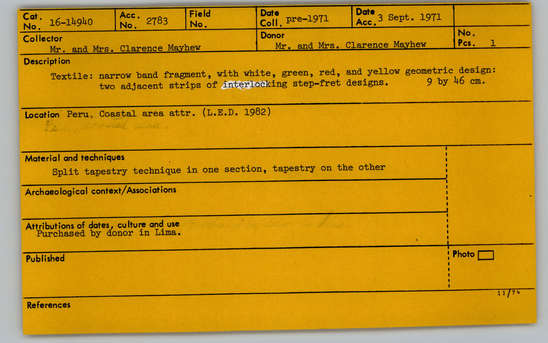 Cat. No. 16-14940 Acc. No. 2783 Field No. Date Coll. pre-1971 Date Acc. 3 Sept. 1971
Collector Mr. and Mrs. Clarence Mayhew Donor Mr. and Mrs. Clarence Mayhew No. Pcs. 1
Description
Textile: narrow band fragment, with white, green, red, and yellow geometric design:
two adjacent strips of interlocking step-fret designs. 9 by 46 cm.
Location Peru, Coastal area attr. (L.E.D. 1982)
Material and techniques
Split tapestry technique in one section, tapestry on the other
Archaeological context/Associations
Attributions of dates, culture and use
Purchased by donor in Lima.
Published
Photo
11/94
References